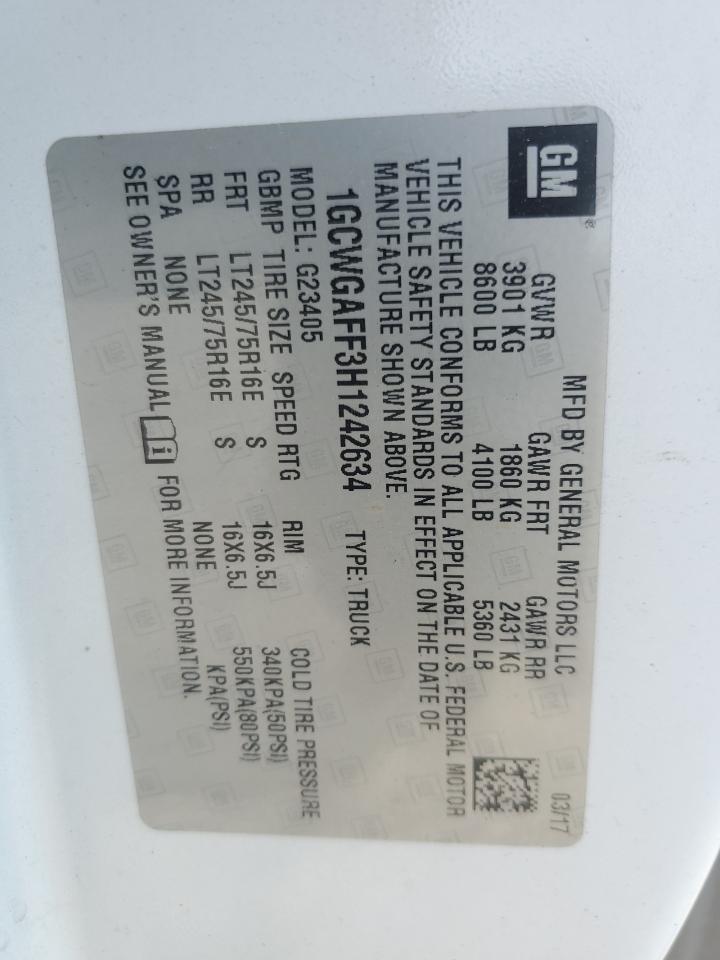 GM®
MFD BY GENERAL MOTORS LLC 03/17
GVWR GAWR FRT GAWR RR
3901 KG 1860 KG 2431 KG
8600 LB 4100 LB 5360 LB
THIS VEHICLE CONFORMS TO ALL APPLICABLE U.S. FEDERAL MOTOR
VEHICLE SAFETY STANDARDS IN EFFECT ON THE DATE OF
MANUFACTURE SHOWN ABOVE.
1GCWGAFF3H1242634 TYPE: TRUCK
MODEL: G23405
GBMP TIRE SIZE SPEED RTG RIM COLD TIRE PRESSURE
FRT LT245/75R16E S 16X6.5J 340KPA(50PSI)
RR LT245/75R16E S 16X6.5J 550KPA(80PSI)
SPA NONE NONE KPA(PSI)
SEE OWNER'S MANUAL i FOR MORE INFORMATION.